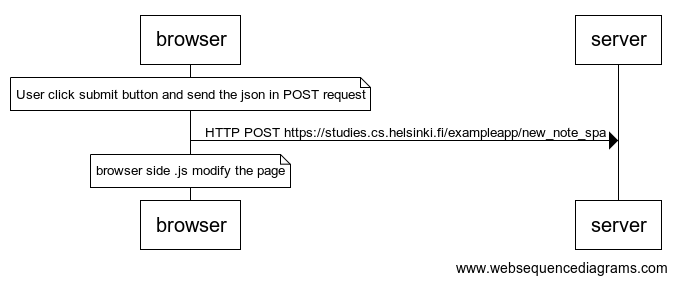 browser
server
User click submit button and send the json in POST request
HTTP POST https://studies.cs.helsinki.fi/exampleapp/new_note_spa
browser side .js modify the page
browser
server
www.websequencediagrams.com